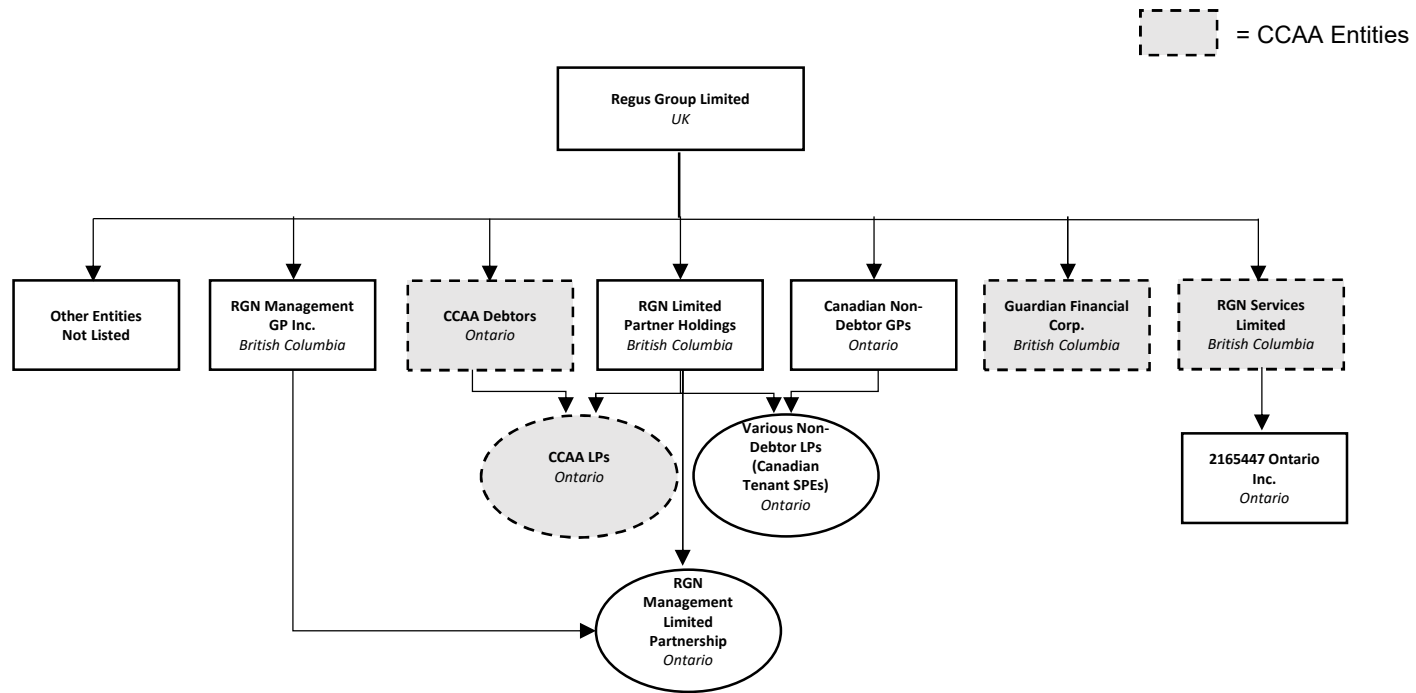 = CCAA Entities
Regus Group Limited
UK
Other Entities
Not Listed
RGN Management
GP Inc.
British Columbia
CCAA Debtors
Ontario
RGN Limited
Partner Holdings
British Columbia
Canadian Non-
Debtor GPs
Ontario
Guardian Financial
Corp.
British Columbia
RGN Services
Limited
British Columbia
CCAA LPs
Ontario
Various Non-
Debtor LPs
(Canadian
Tenant SPEs)
Ontario
2165447 Ontario
Inc.
Ontario
RGN
Management
Limited
Partnership
Ontario